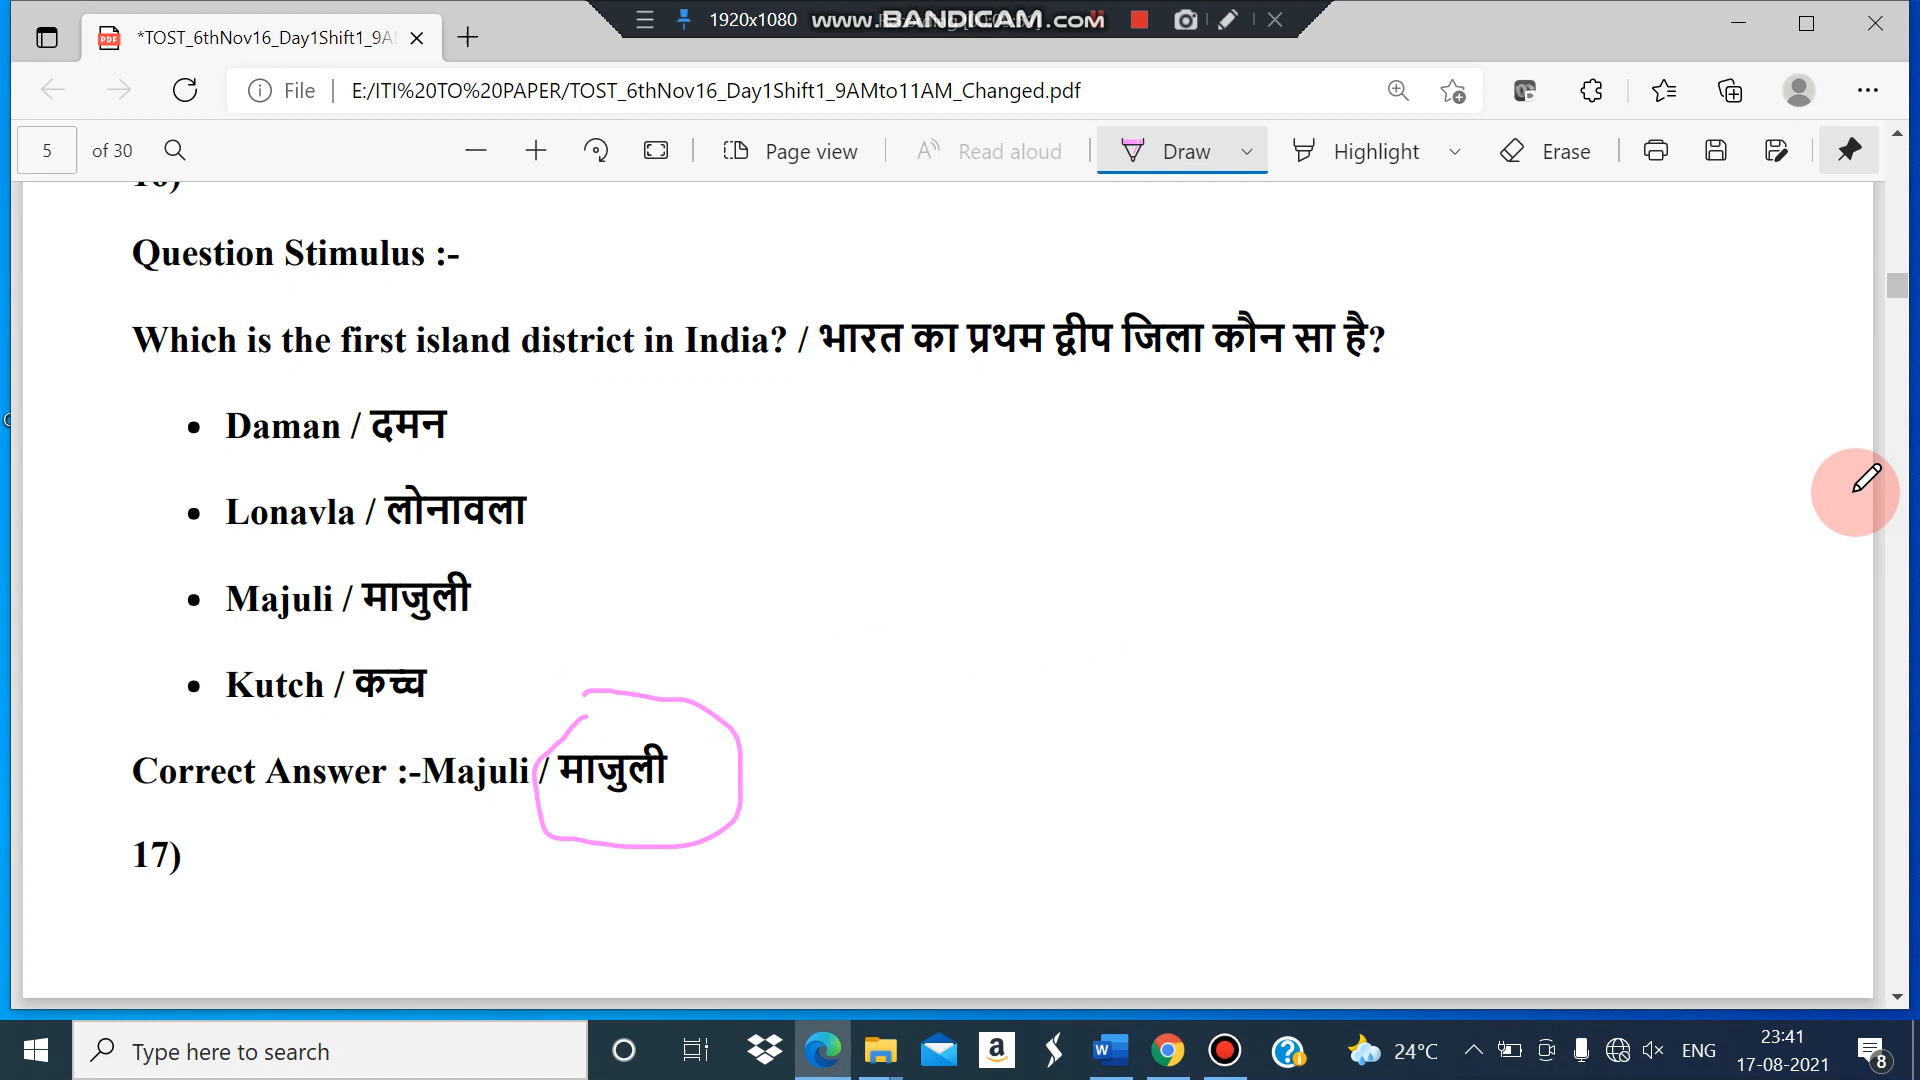 1920x1080 www.BANDICAM.com
*TOST_6thNov16_Day1Shift1_9A
File E:/ITI%20TO%20PAPER/TOST_6thNov16_Day1Shift1_9AMto11AM_Changed.pdf
5 of 30 Page view Read aloud Draw Highlight Erase
16)
Question Stimulus :-
Which is the first island district in India? / भारत का प्रथम द्वीप जिला कौन सा है?
• Daman / दमन
• Lonavla / लोनावला
• Majuli / माजुली
• Kutch / कच्च
Correct Answer :-Majuli / माजुली
17)
Type here to search 24°C ENG 23:41
17-08-2021 8